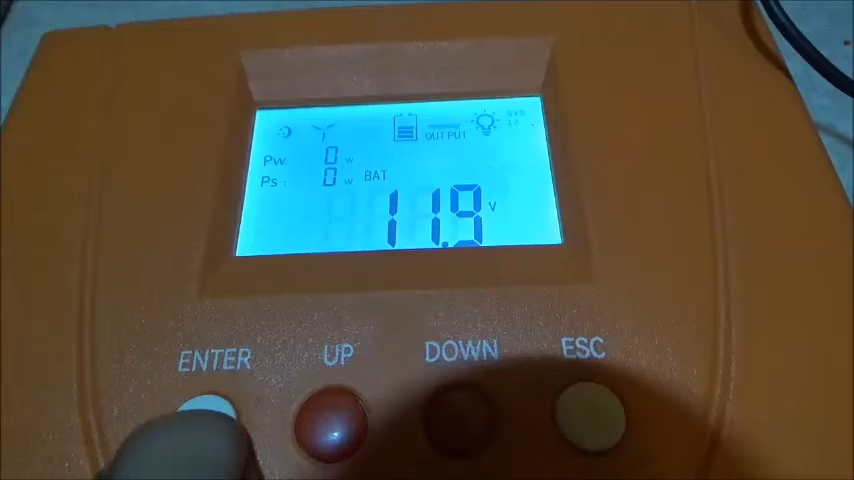 OUTPUT
Pw: 0 w
Ps: 0 w BAT
11.9 V
ENTER UP DOWN ESC